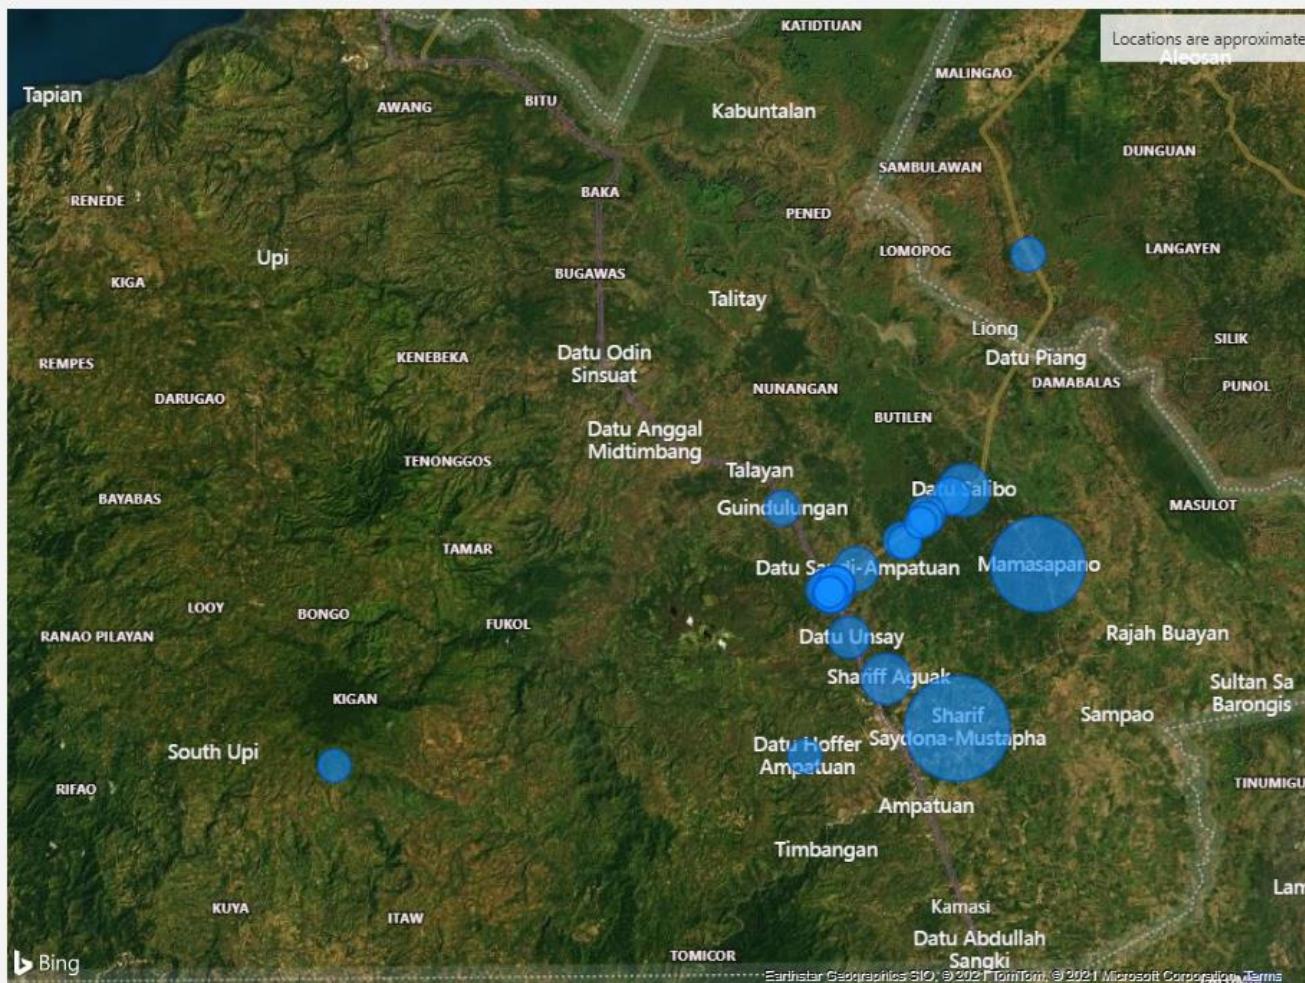 KATIDTUAN
Locations are approximate
Aleosan
MALINGAO
Tapian
AWANG
BITU
Kabuntalan
DUNGUAN
SAMBULAWAN
BAKA
RENEDE
PENED
LOMOPOG
LANGAYEN
Upi
BUGAWAS
KIGA
Talitay
Liong
SILIK
Datu Odin
Sinsuat
KENEBEKA
Datu Piang
REMPES
DAMABALAS
PUNOL
NUNANGAN
DARUGAO
BUTILEN
Datu Anggal
Midtimbang
TENONGGOS
Talayan
Datu Salibo
BAYABAS
Guindulungan
MASULOT
TAMAR
Datu Saudi-Ampatuan
Mamasapano
LOOY
BONGO
FUKOL
RANAO PILAYAN
Datu Unsay
Rajah Buayan
Shariff Aguak
Sultan Sa
Barongis
KIGAN
Sharif
Saydona-Mustapha
Sampao
South Upi
Datu Hoffer
Ampatuan
RIFAO
TINUMIGU
Ampatuan
Timbangan
Lam
KUYA
ITAW
Kamasi
Datu Abdullah
Sangki
TOMICOR
Bing
Earthstar Geographics SIO, © 2021 TomTom, © 2021 Microsoft Corporation Terms